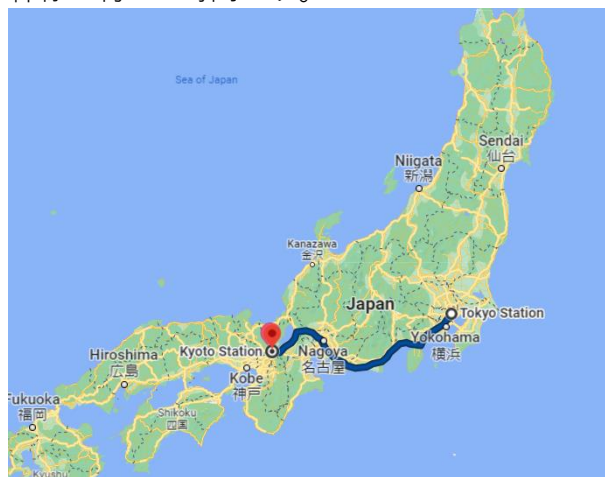 Sea of Japan
Sendai
仙台
Niigata
新潟
Kanazawa
金沢
Japan
Tokyo Station
Yokohama
横浜
Nagoya
名古屋
Kyoto Station
Hiroshima
広島
Kobe
神戸
Fukuoka
福岡
Shikoku
四国
Kyushu